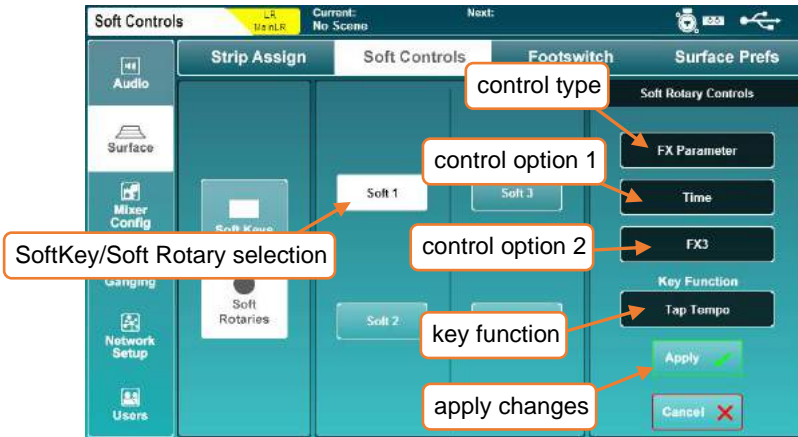 Soft Controls
LR
MainLR
Current:
No Scene
Next:
Strip Assign
Soft Controls
Footswitch
Surface Prefs
Audio
Surface
Mixer
Config
Ganging
Network
Setup
Users
Soft Keys
Soft
Rotaries
Soft 1
Soft 3
Soft 2
Soft Rotary Controls
FX Parameter
Time
FX3
Key Function
Tap Tempo
Apply
Cancel
control type
control option 1
SoftKey/Soft Rotary selection
control option 2
key function
apply changes